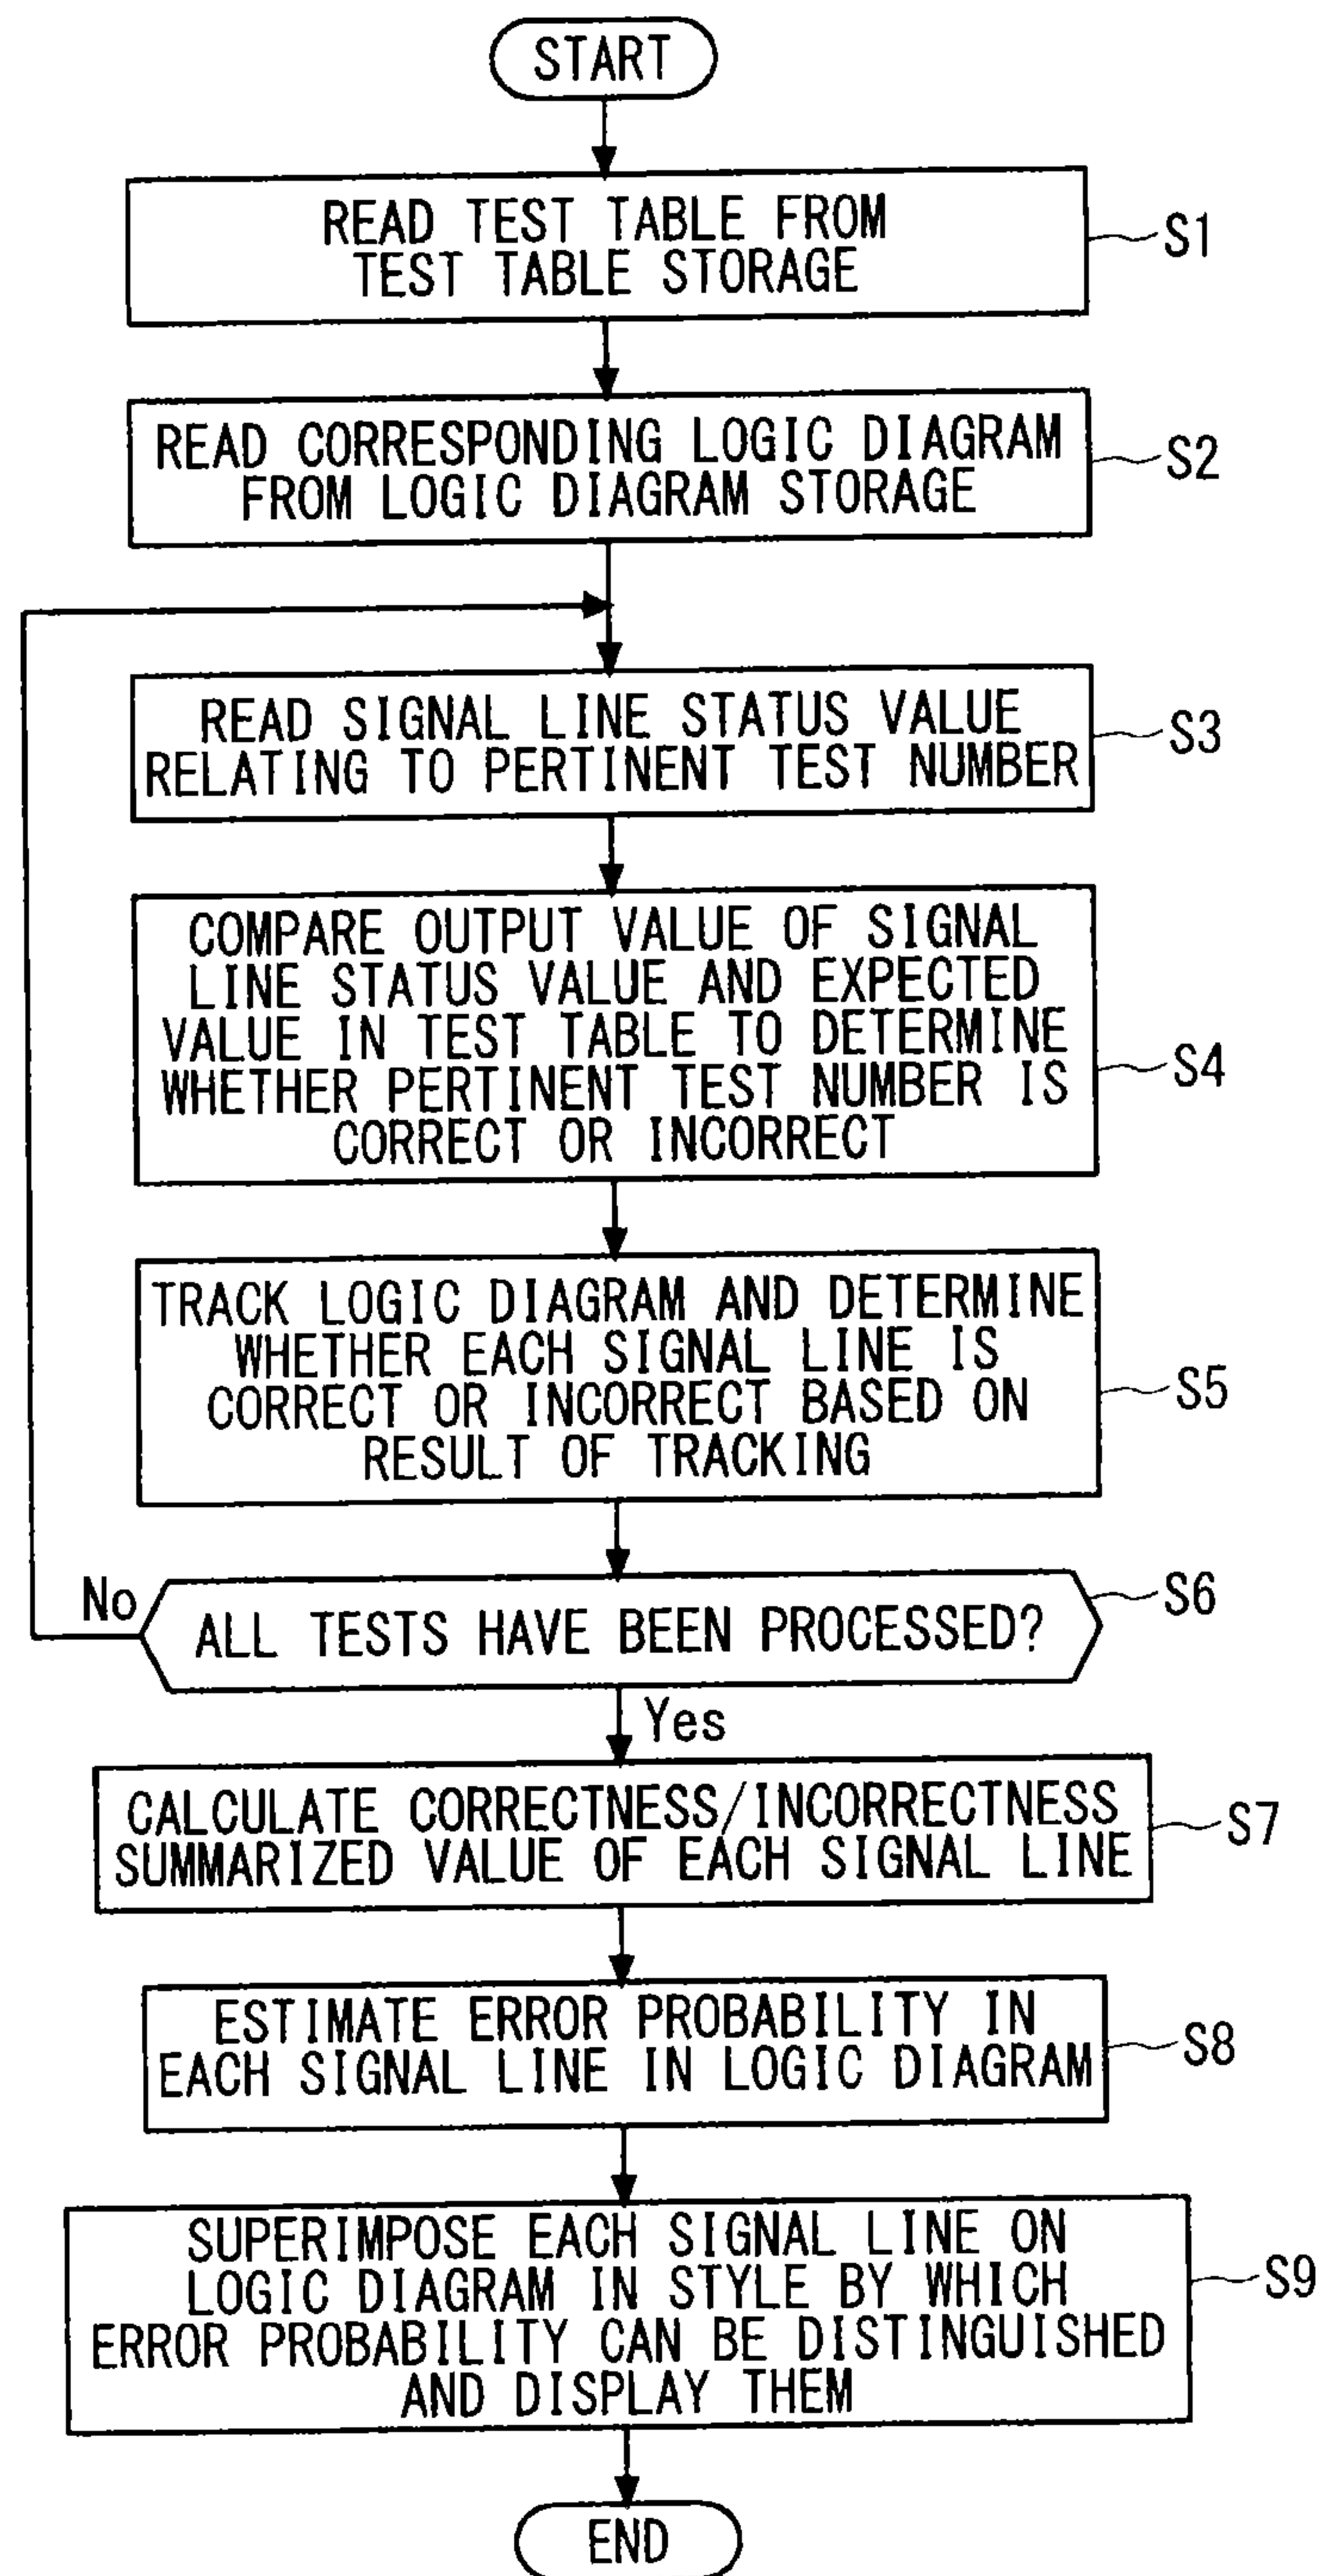 START
READ TEST TABLE FROM
TEST TABLE STORAGE
S1
READ CORRESPONDING LOGIC DIAGRAM
FROM LOGIC DIAGRAM STORAGE
S2
READ SIGNAL LINE STATUS VALUE
RELATING TO PERTINENT TEST NUMBER
S3
COMPARE OUTPUT VALUE OF SIGNAL
LINE STATUS VALUE AND EXPECTED
VALUE IN TEST TABLE TO DETERMINE
WHETHER PERTINENT TEST NUMBER IS
CORRECT OR INCORRECT
S4
TRACK LOGIC DIAGRAM AND DETERMINE
WHETHER EACH SIGNAL LINE IS
CORRECT OR INCORRECT BASED ON
RESULT OF TRACKING
S5
No
ALL TESTS HAVE BEEN PROCESSED?
S6
Yes
CALCULATE CORRECTNESS/INCORRECTNESS
SUMMARIZED VALUE OF EACH SIGNAL LINE
S7
ESTIMATE ERROR PROBABILITY IN
EACH SIGNAL LINE IN LOGIC DIAGRAM
S8
SUPERIMPOSE EACH SIGNAL LINE ON
LOGIC DIAGRAM IN STYLE BY WHICH
ERROR PROBABILITY CAN BE DISTINGUISHED
AND DISPLAY THEM
S9
END